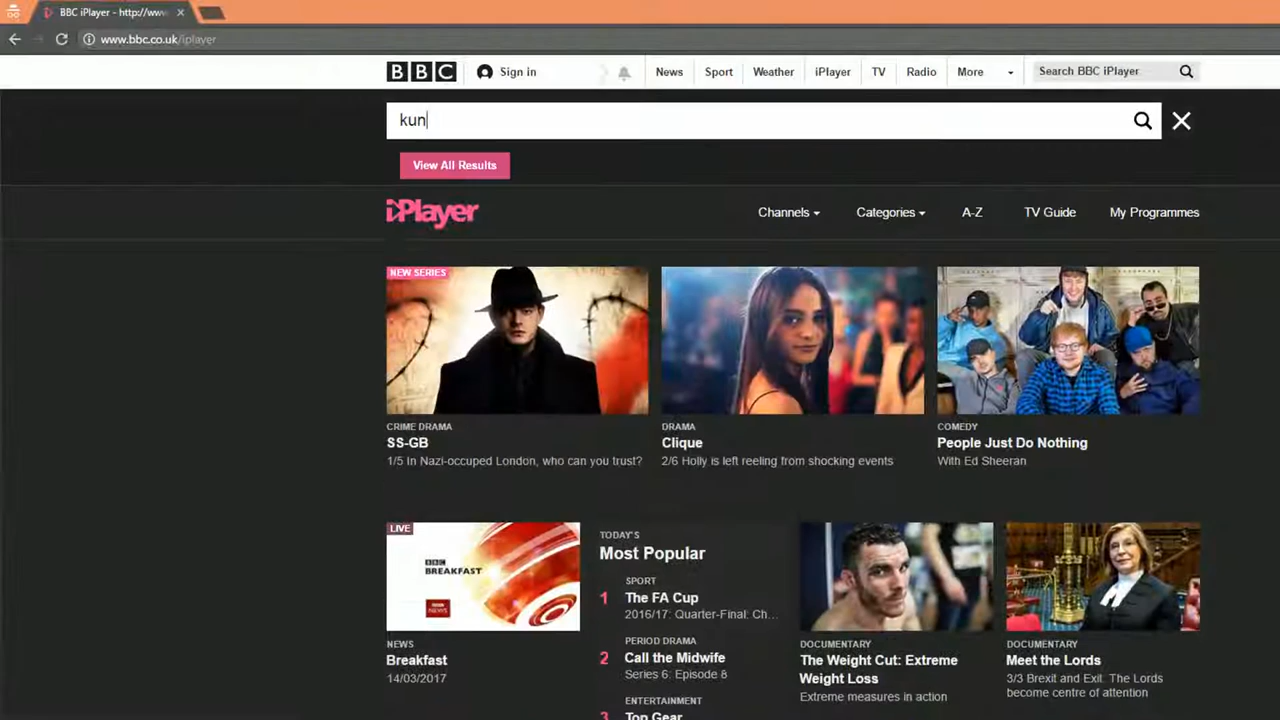 BBC iPlayer - http://www
www.bbc.co.uk/iplayer
BBC Sign in News Sport Weather iPlayer TV Radio More Search BBC iPlayer
kun
View All Results
iPlayer Channels Categories A-Z TV Guide My Programmes
NEW SERIES
CRIME DRAMA
SS-GB
1/5 In Nazi-occupied London, who can you trust?
DRAMA
Clique
2/6 Holly is left reeling from shocking events
COMEDY
People Just Do Nothing
With Ed Sheeran
LIVE
BBC
BREAKFAST
BBC
NEWS
NEWS
Breakfast
14/03/2017
TODAY'S
Most Popular
SPORT
1 The FA Cup
2016/17: Quarter-Final: Ch...
PERIOD DRAMA
2 Call the Midwife
Series 6: Episode 8
ENTERTAINMENT
3 Top Gear
DOCUMENTARY
The Weight Cut: Extreme
Weight Loss
Extreme measures in action
DOCUMENTARY
Meet the Lords
3/3 Brexit and Exit. The Lords
become centre of attention